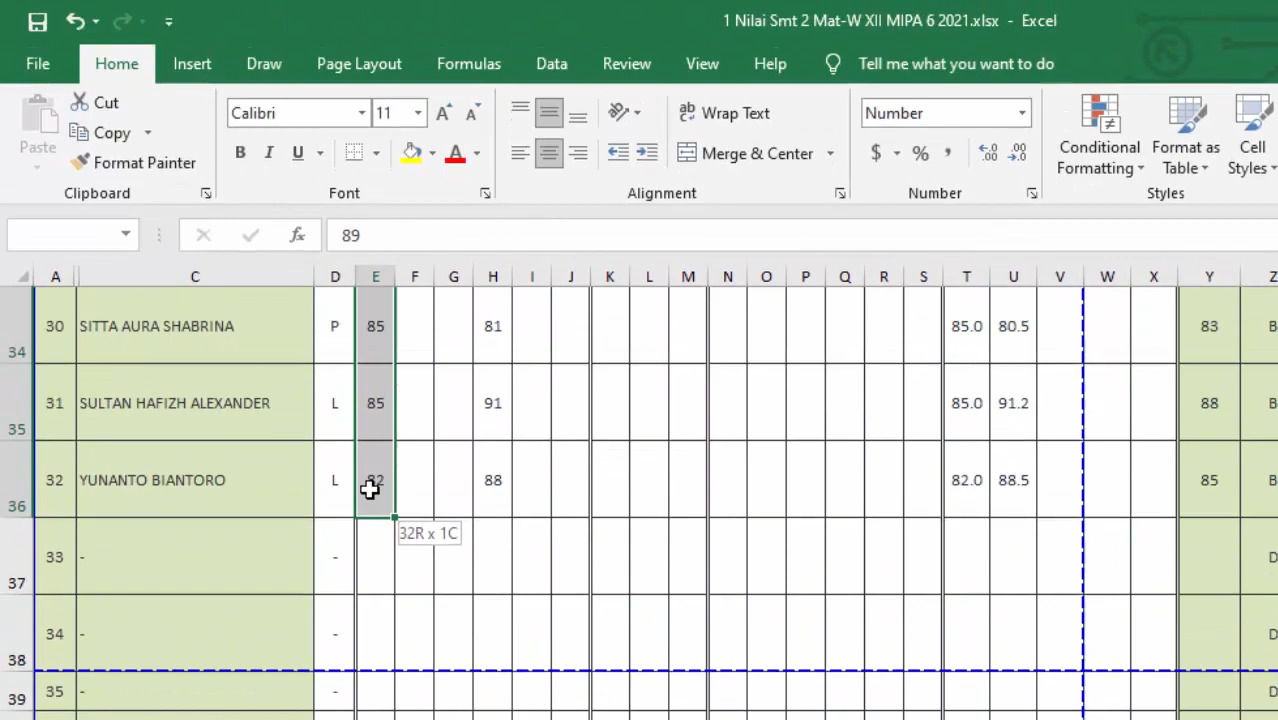 1 Nilai Smt 2 Mat-W XII MIPA 6 2021.xlsx - Excel
File Home Insert Draw Page Layout Formulas Data Review View Help Tell me what you want to do
Paste
Cut
Copy
Format Painter
Clipboard
Calibri 11
B I U A
Font
ab
Wrap Text
Merge & Center
Alignment
Number
$ % ,
Number
Conditional Formatting
Format as Table
Cell Styles
Styles
fx 89
A C D E F G H I J K L M N O P Q R S T U V W X Y Z
34 30 SITTA AURA SHABRINA P 85 81 85.0 80.5 83
35 31 SULTAN HAFIZH ALEXANDER L 85 91 85.0 91.2 88
36 32 YUNANTO BIANTORO L 88 82.0 88.5 85
32R x 1C
37 33 - - D
38 34 - - D
39 35 - - D